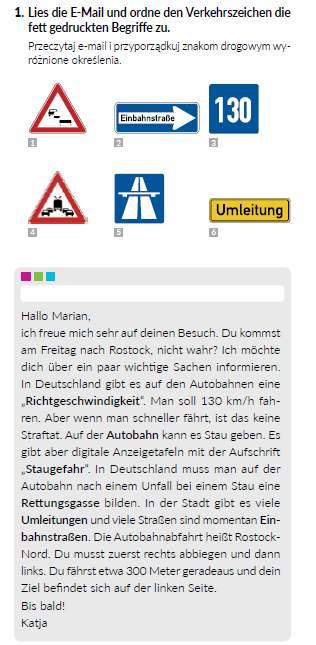 1. Lies die E-Mail und ordne den Verkehrszeichen die
fett gedruckten Begriffe zu.
Przeczytaj e-mail i przyporządkuj znakom drogowym wy-
różnione określenia.
Einbahnstraße
130
1
2
3
Umleitung
4
5
6
Hallo Marian,
ich freue mich sehr auf deinen Besuch. Du kommst
am Freitag nach Rostock, nicht wahr? Ich möchte
dich über ein paar wichtige Sachen informieren.
In Deutschland gibt es auf den Autobahnen eine
„Richtgeschwindigkeit“. Man soll 130 km/h fah-
ren. Aber wenn man schneller fährt, ist das keine
Straftat. Auf der Autobahn kann es Stau geben. Es
gibt aber digitale Anzeigetafeln mit der Aufschrift
„Staugefahr“. In Deutschland muss man auf der
Autobahn nach einem Unfall bei einem Stau eine
Rettungsgasse bilden. In der Stadt gibt es viele
Umleitungen und viele Straßen sind momentan Ein-
bahnstraßen. Die Autobahnabfahrt heißt Rostock-
Nord. Du musst zuerst rechts abbiegen und dann
links. Du fährst etwa 300 Meter geradeaus und dein
Ziel befindet sich auf der linken Seite.
Bis bald!
Katja